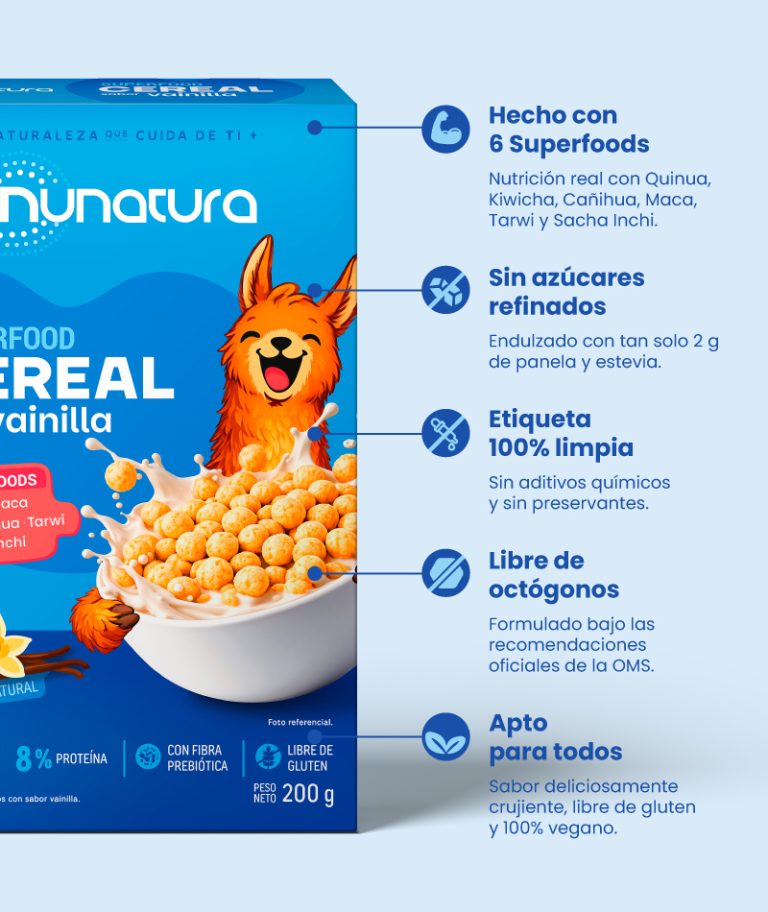 SUPERFOOD
CEREAL
sabor vainilla
NATURALEZA QUE CUIDA DE TI +
nunatura
RFOOD
EREAL
vainilla
OODS
aca
hua · Tarwi
nchi
ATURAL
Foto referencial.
8% PROTEÍNA
CON FIBRA
PREBIÓTICA
LIBRE DE
GLUTEN
PESO
NETO 200 g
os con sabor vainilla.
Hecho con
6 Superfoods
Nutrición real con Quinua,
Kiwicha, Cañihua, Maca,
Tarwi y Sacha Inchi.
Sin azúcares
refinados
Endulzado con tan solo 2 g
de panela y estevia.
Etiqueta
100% limpia
Sin aditivos químicos
y sin preservantes.
Libre de
octógonos
Formulado bajo las
recomendaciones
oficiales de la OMS.
Apto
para todos
Sabor deliciosamente
crujiente, libre de gluten
y 100% vegano.